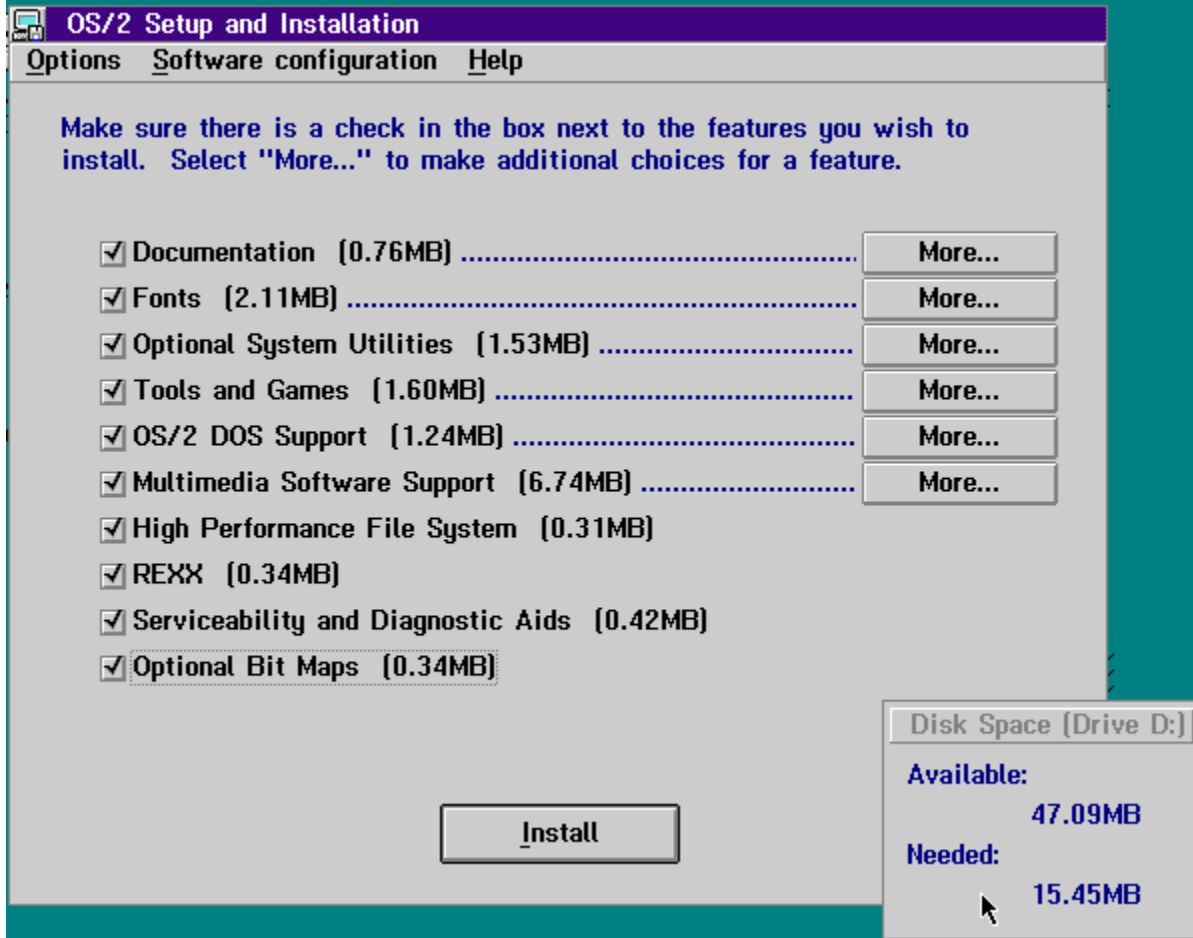 OS/2 Setup and Installation
Options Software configuration Help
Make sure there is a check in the box next to the features you wish to
install. Select "More..." to make additional choices for a feature.
Documentation (0.76MB) ............................................ More...
Fonts (2.11MB) ......................................................... More...
Optional System Utilities (1.53MB) ............................ More...
Tools and Games (1.60MB) ........................................ More...
OS/2 DOS Support (1.24MB) ...................................... More...
Multimedia Software Support (6.74MB) ........................ More...
High Performance File System (0.31MB)
REXX (0.34MB)
Serviceability and Diagnostic Aids (0.42MB)
Optional Bit Maps (0.34MB)
Install
Disk Space (Drive D:)
Available:
47.09MB
Needed:
15.45MB